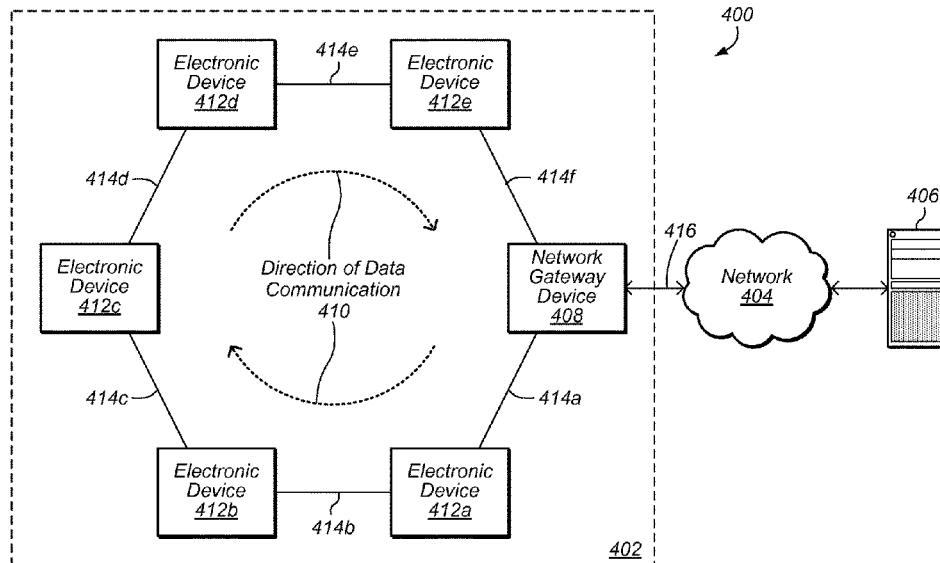 400
414e
Electronic
Device
412d
Electronic
Device
412e
414d
414f
406
416
Electronic
Device
412c
Direction of Data
Communication
410
Network
Gateway
Device
408
Network
404
414c
414a
Electronic
Device
412b
Electronic
Device
412a
414b
402